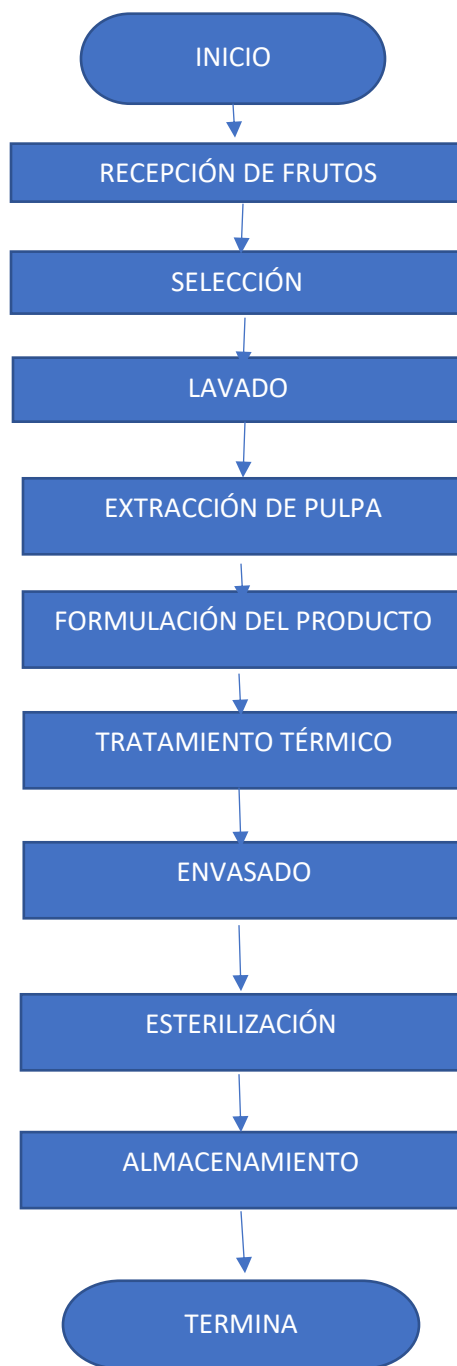 INICIO
RECEPCIÓN DE FRUTOS
SELECCIÓN
LAVADO
EXTRACCIÓN DE PULPA
FORMULACIÓN DEL PRODUCTO
TRATAMIENTO TÉRMICO
ENVASADO
ESTERILIZACIÓN
ALMACENAMIENTO
TERMINA